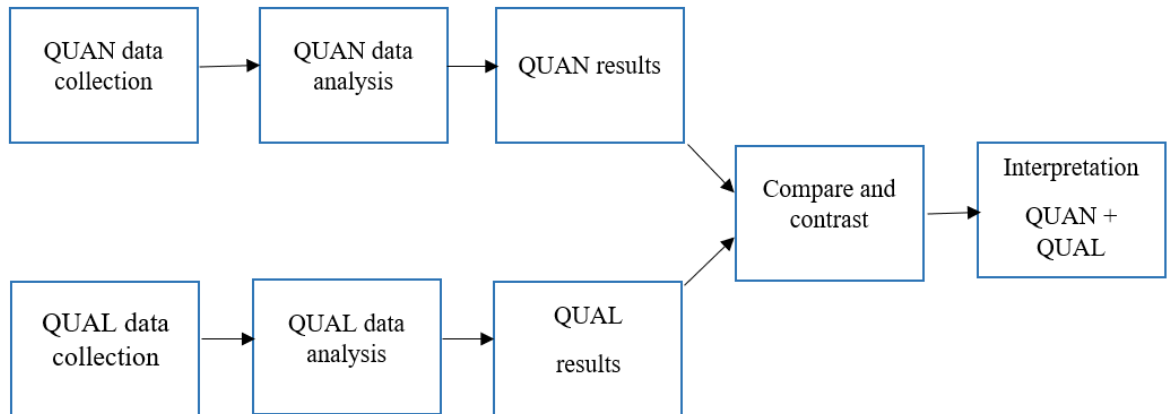 QUAN data
collection
QUAN data
analysis
QUAN results
Compare and
contrast
Interpretation
QUAN +
QUAL
QUAL data
collection
QUAL data
analysis
QUAL
results